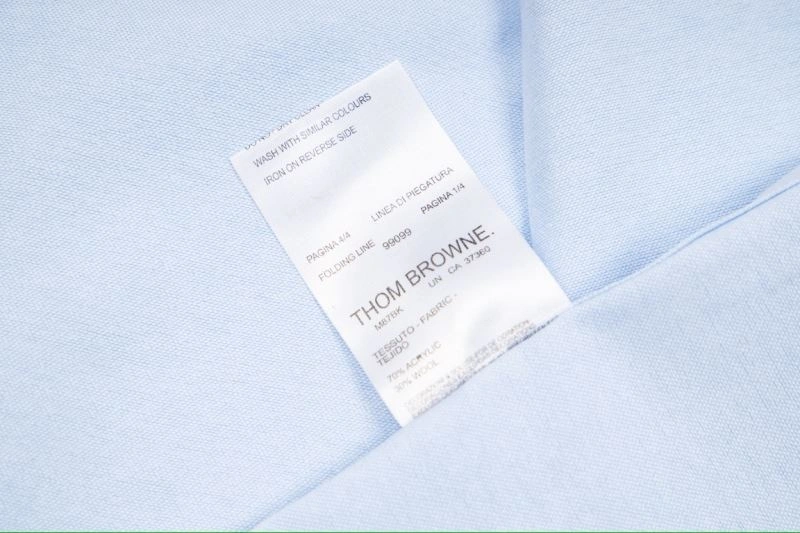 WASH WITH SIMILAR COLOURS
IRON ON REVERSE SIDE
LINEA DI PIEGATURA
PAGINA 4/4 PAGINA 1/4
FOLDING LINE 99099
THOM BROWNE.
M87BK UN CA 37360
TESSUTO - FABRIC -
TEJIDO
70% ACRYLIC
30% WOOL